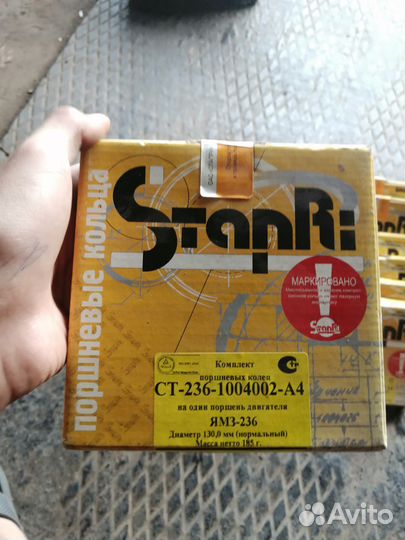 поршневые кольца
StapRi
МАРКИРОВАНО
StapRi
Комплект
поршневых колец
СТ-236-1004002-А4
на один поршень двигателя
ЯМЗ-236
Диаметр 130,0 мм (нормальный)
Масса нетто 185 г.
Avito